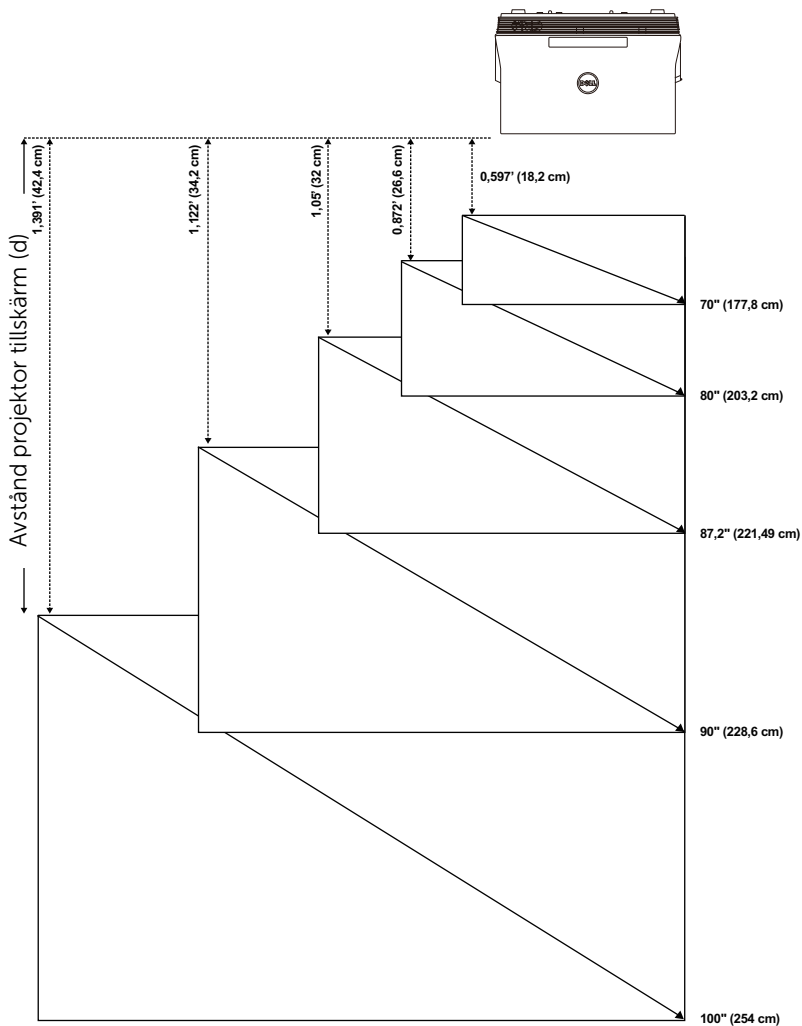 DELL
Avstånd projektor tillskärm (d)
1,391' (42,4 cm)
1,122' (34,2 cm)
1,05' (32 cm)
0,872' (26,6 cm)
0,597' (18,2 cm)
70" (177,8 cm)
80" (203,2 cm)
87,2" (221,49 cm)
90" (228,6 cm)
100" (254 cm)